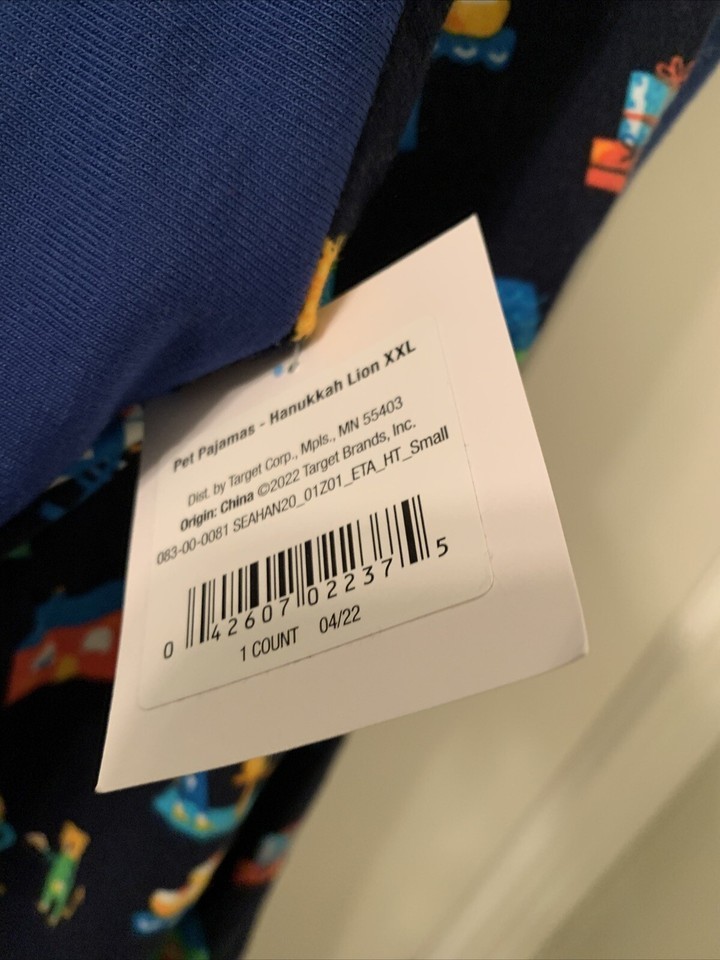 Pet Pajamas - Hanukkah Lion XXL
Dist. by Target Corp., Mpls., MN 55403
Origin: China ©2022 Target Brands, Inc.
083-00-0081 SEAHAN20_01Z01_ETA_HT_Small
0 42607 02237 5
1 COUNT 04/22